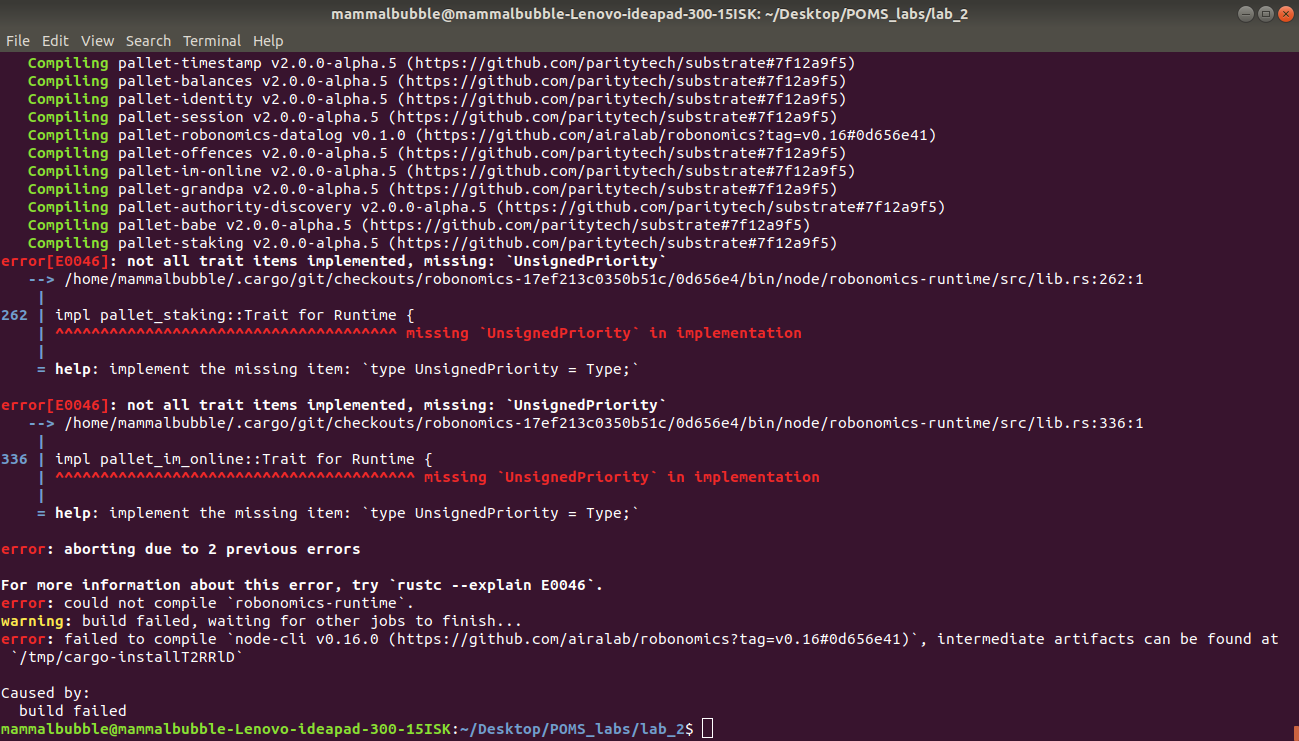 mammalbubble@mammalbubble-Lenovo-ideapad-300-15ISK: ~/Desktop/POMS_labs/lab_2
File Edit View Search Terminal Help
Compiling pallet-timestamp v2.0.0-alpha.5 (https://github.com/paritytech/substrate#7f12a9f5)
Compiling pallet-balances v2.0.0-alpha.5 (https://github.com/paritytech/substrate#7f12a9f5)
Compiling pallet-identity v2.0.0-alpha.5 (https://github.com/paritytech/substrate#7f12a9f5)
Compiling pallet-session v2.0.0-alpha.5 (https://github.com/paritytech/substrate#7f12a9f5)
Compiling pallet-robonomics-datalog v0.1.0 (https://github.com/airalab/robonomics?tag=v0.16#0d656e41)
Compiling pallet-offences v2.0.0-alpha.5 (https://github.com/paritytech/substrate#7f12a9f5)
Compiling pallet-im-online v2.0.0-alpha.5 (https://github.com/paritytech/substrate#7f12a9f5)
Compiling pallet-grandpa v2.0.0-alpha.5 (https://github.com/paritytech/substrate#7f12a9f5)
Compiling pallet-authority-discovery v2.0.0-alpha.5 (https://github.com/paritytech/substrate#7f12a9f5)
Compiling pallet-babe v2.0.0-alpha.5 (https://github.com/paritytech/substrate#7f12a9f5)
Compiling pallet-staking v2.0.0-alpha.5 (https://github.com/paritytech/substrate#7f12a9f5)
error[E0046]: not all trait items implemented, missing: `UnsignedPriority`
--> /home/mammalbubble/.cargo/git/checkouts/robonomics-17ef213c0350b51c/0d656e4/bin/node/robonomics-runtime/src/lib.rs:262:1
|
262 | impl pallet_staking::Trait for Runtime {
| ^^^^^^^^^^^^^^^^^^^^^^^^^^^^^^^^^^^^^^ missing `UnsignedPriority` in implementation
|
= help: implement the missing item: `type UnsignedPriority = Type;`
error[E0046]: not all trait items implemented, missing: `UnsignedPriority`
--> /home/mammalbubble/.cargo/git/checkouts/robonomics-17ef213c0350b51c/0d656e4/bin/node/robonomics-runtime/src/lib.rs:336:1
|
336 | impl pallet_im_online::Trait for Runtime {
| ^^^^^^^^^^^^^^^^^^^^^^^^^^^^^^^^^^^^^^^^ missing `UnsignedPriority` in implementation
|
= help: implement the missing item: `type UnsignedPriority = Type;`
error: aborting due to 2 previous errors
For more information about this error, try `rustc --explain E0046`.
error: could not compile `robonomics-runtime`.
warning: build failed, waiting for other jobs to finish...
error: failed to compile `node-cli v0.16.0 (https://github.com/airalab/robonomics?tag=v0.16#0d656e41)`, intermediate artifacts can be found at
`/tmp/cargo-installT2RRlD`
Caused by:
build failed
mammalbubble@mammalbubble-Lenovo-ideapad-300-15ISK:~/Desktop/POMS_labs/lab_2$